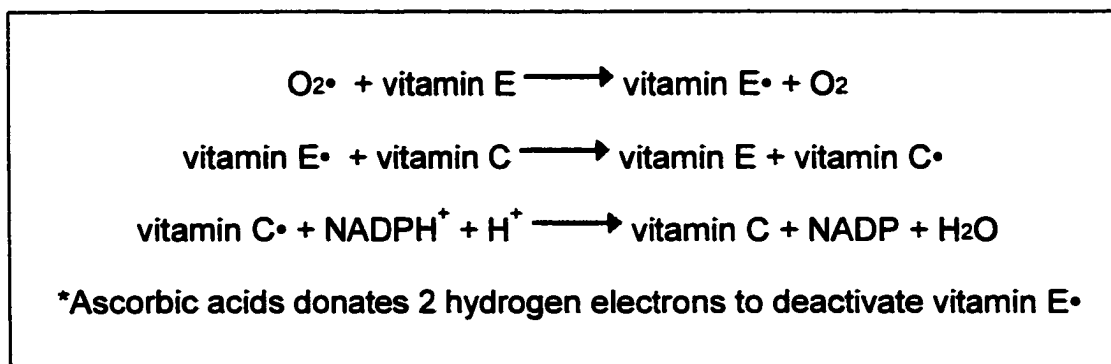 O2• + vitamin E ⟶ vitamin E• + O2
vitamin E• + vitamin C ⟶ vitamin E + vitamin C•
vitamin C• + NADPH⁺ + H⁺ ⟶ vitamin C + NADP + H2O
*Ascorbic acids donates 2 hydrogen electrons to deactivate vitamin E•